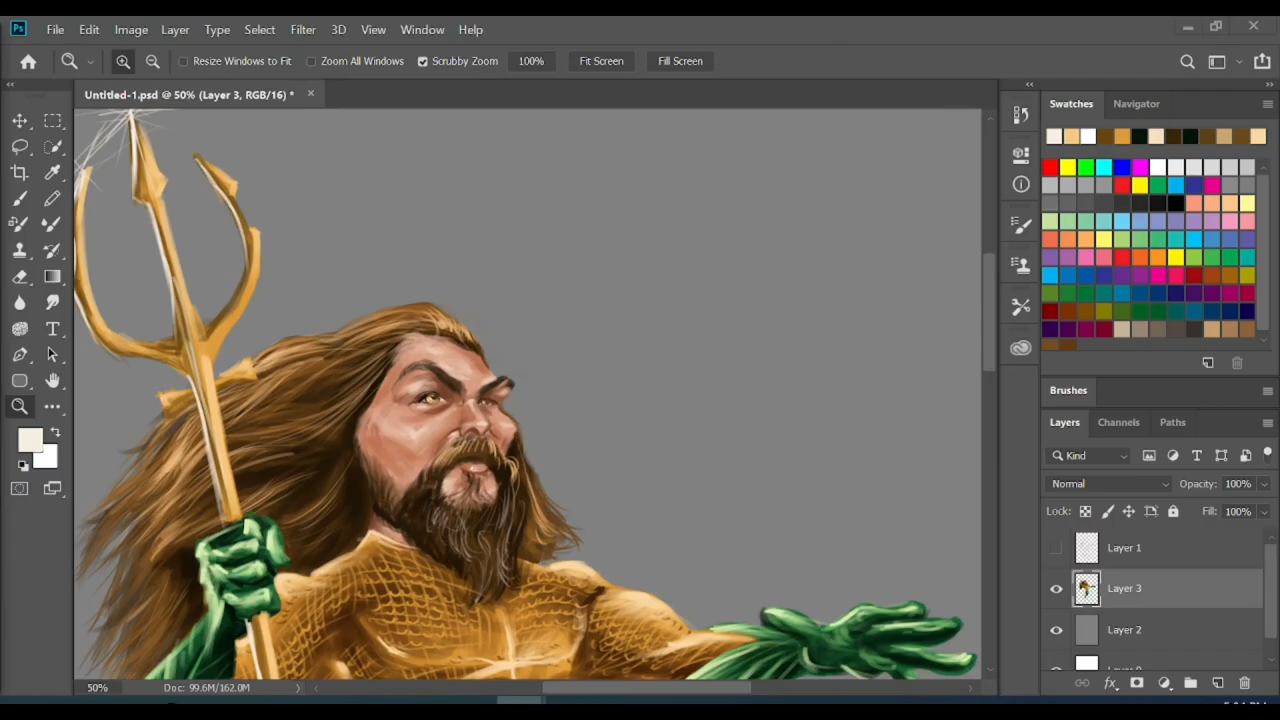 Ps File Edit Image Layer Type Select Filter 3D View Window Help
Resize Windows to Fit Zoom All Windows Scrubby Zoom 100% Fit Screen Fill Screen
Untitled-1.psd @ 50% (Layer 3, RGB/16) *
Swatches Navigator
Brushes
Layers Channels Paths
Kind
Normal Opacity: 100%
Lock: Fill: 100%
Layer 1
Layer 3
Layer 2
50% Doc: 99.6M/162.0M